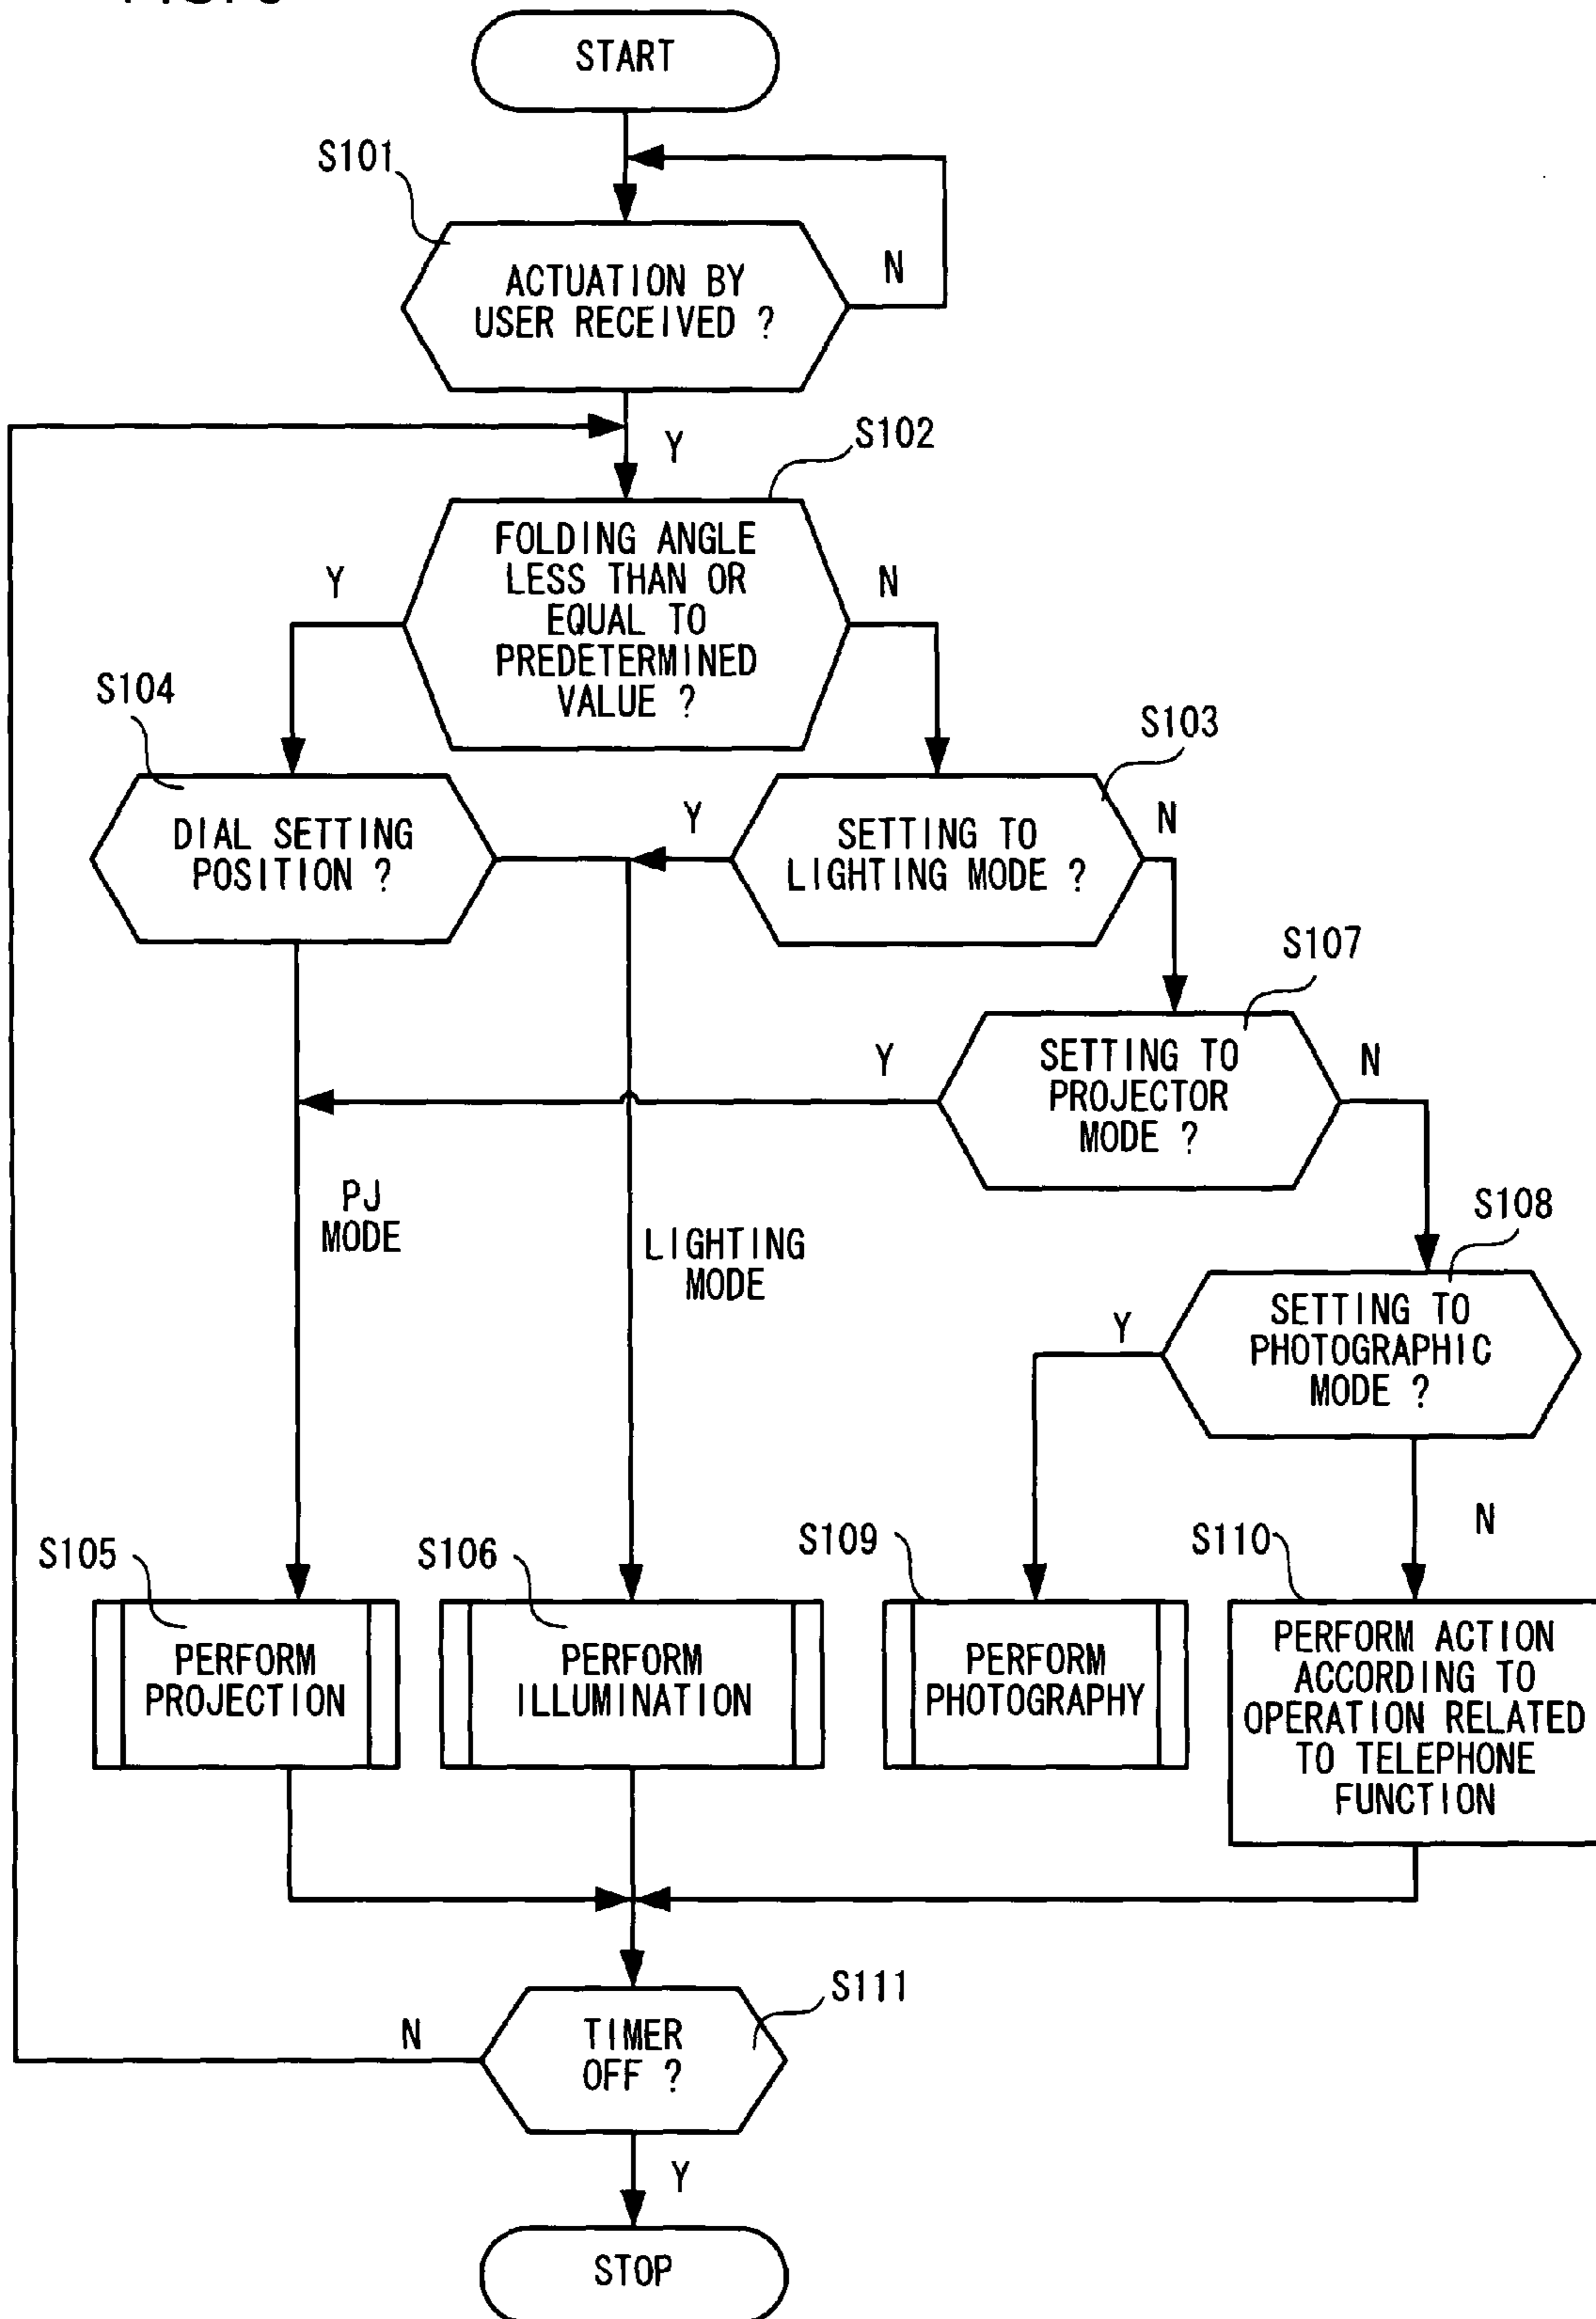 START
S101
ACTUATION BY
USER RECEIVED ?
N
Y
S102
FOLDING ANGLE
LESS THAN OR
EQUAL TO
PREDETERMINED
VALUE ?
Y
N
S104
S103
DIAL SETTING
POSITION ?
Y
SETTING TO
LIGHTING MODE ?
N
S107
SETTING TO
PROJECTOR
MODE ?
Y
N
PJ
MODE
LIGHTING
MODE
S108
SETTING TO
PHOTOGRAPHIC
MODE ?
Y
N
S105
S106
S109
S110
PERFORM
PROJECTION
PERFORM
ILLUMINATION
PERFORM
PHOTOGRAPHY
PERFORM ACTION
ACCORDING TO
OPERATION RELATED
TO TELEPHONE
FUNCTION
S111
N
TIMER
OFF ?
Y
STOP